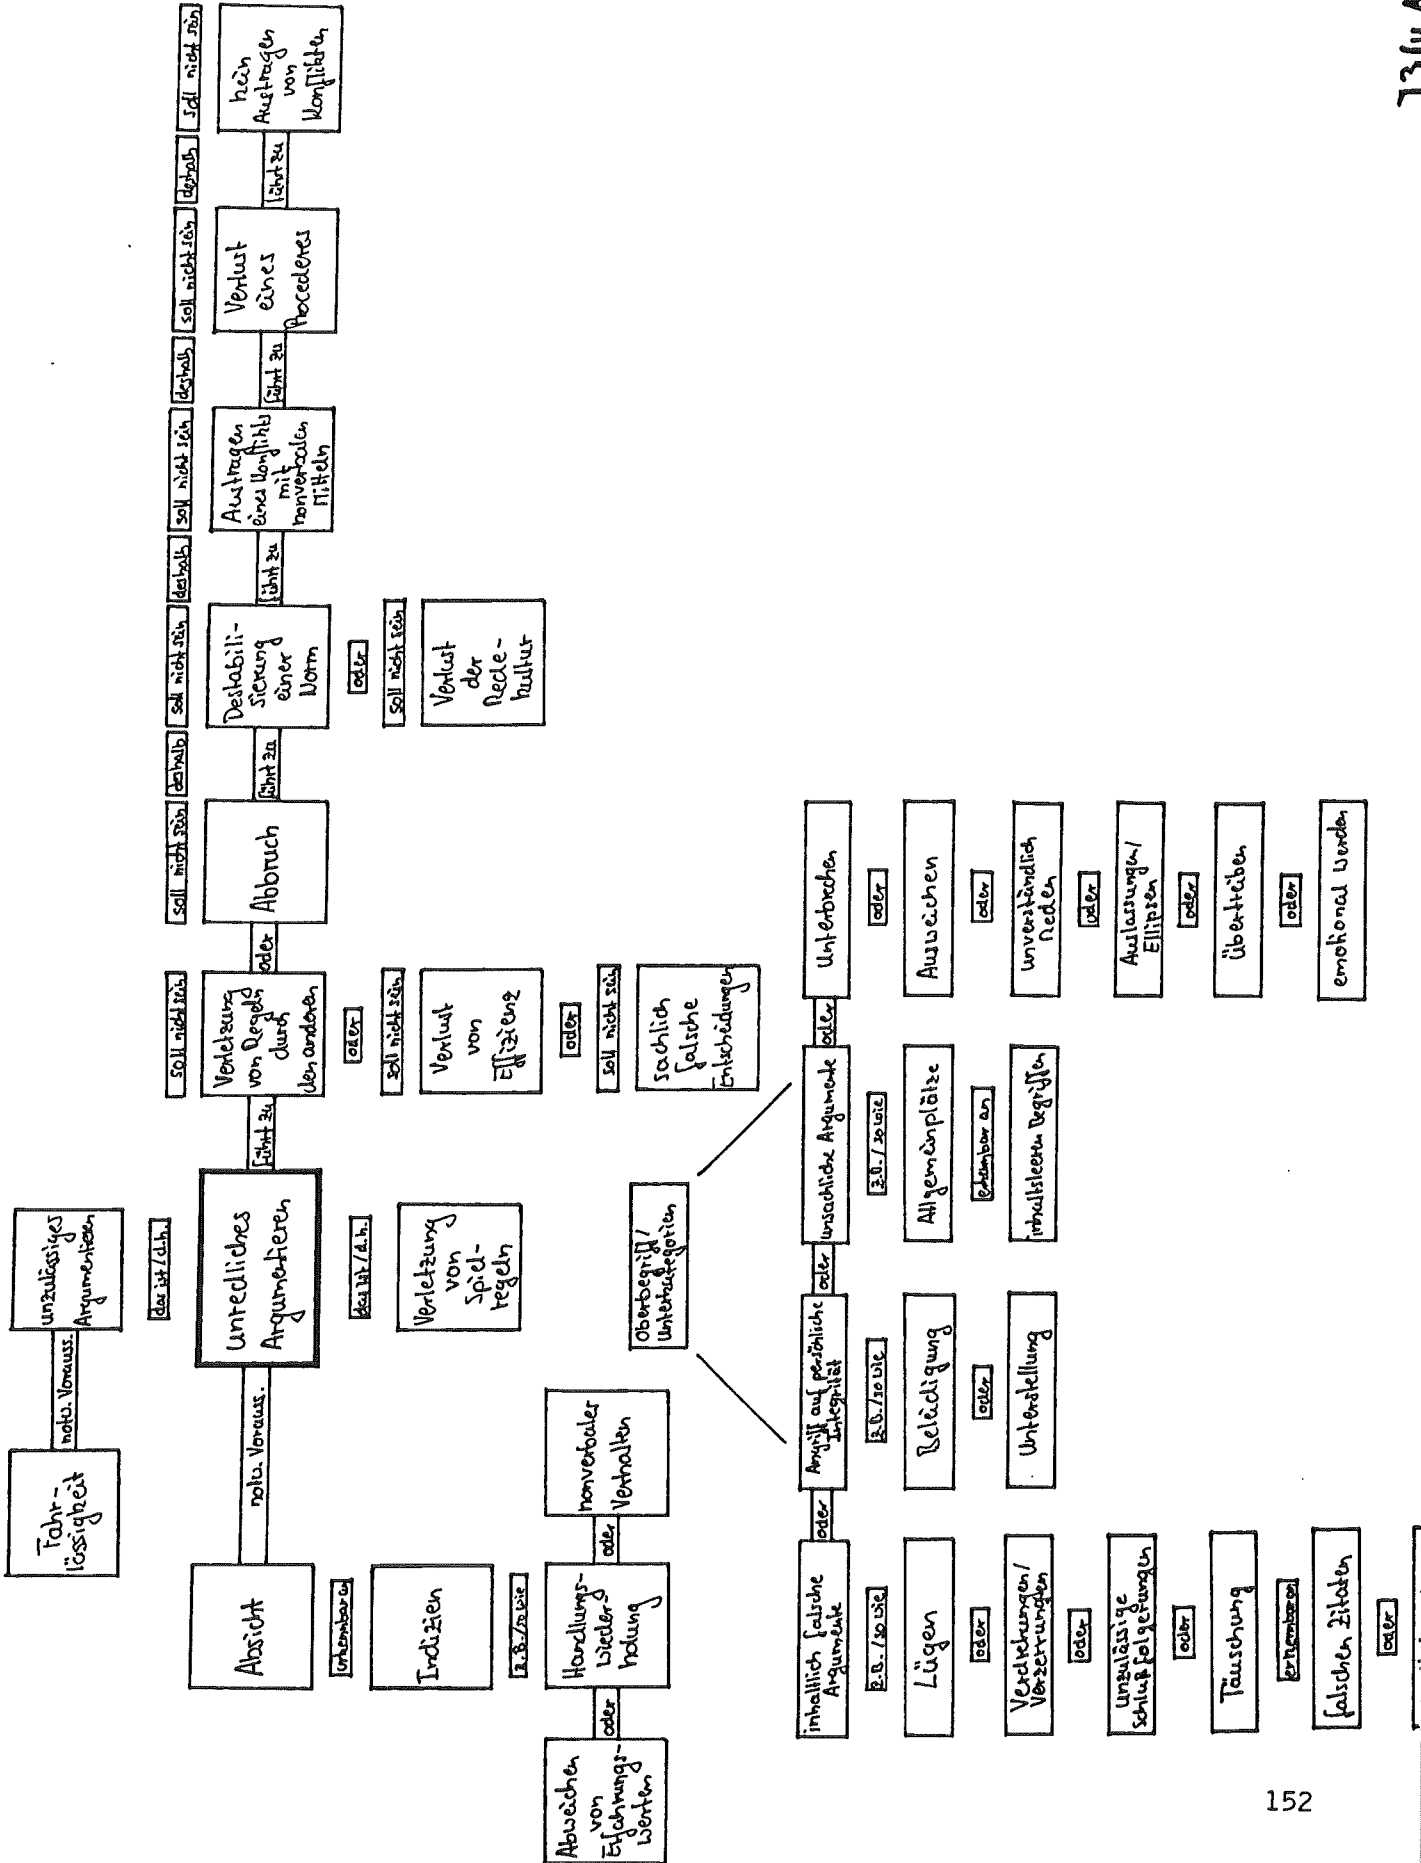 Fahr-
lässigkeit
notw. Vorauss.
unzulässiges
Argumentieren
das ist / d.h.
Absicht
notw. Vorauss.
unredliches
Argumentieren
führt zu
soll nicht sein
Verletzung
von Regeln
durch
den anderen
oder
soll nicht sein
Abbruch
führt zu
deshalb
soll nicht sein
Destabili-
sierung
einer
Norm
führt zu
deshalb
soll nicht sein
Austragen
eines Konflikts
mit
nonverbalen
Mitteln
führt zu
deshalb
soll nicht sein
Verlust
eines
Procederes
führt zu
deshalb
soll nicht sein
kein
Austragen
von
Konflikten
erkennbar an
Indizien
z.B. / so wie
Abweichen
von
Erfahrungs-
werten
oder
Handlungs-
wieder-
holung
oder
nonverbaler
Verhalten
das ist / d.h.
Verletzung
von
Spiel-
regeln
oder
soll nicht sein
Verlust
von
Effizienz
oder
soll nicht sein
sachlich
falsche
Entscheidungen
oder
soll nicht sein
Verlust
der
Rede-
kultur
Oberbegriff /
Unterkategorien
inhaltlich falsche
Argumente
oder
Angriff auf persönliche
Integrität
oder
unsachliche Argumente
oder
Unterbrechen
z.B. / so wie
Lügen
oder
Verdrehungen /
Verzerrungen
oder
unzulässige
Schlußfolgerungen
oder
Täuschung
erkennbar an
falschen Zitaten
oder
z.B. / so wie
Beleidigung
oder
Unterstellung
z.B. / so wie
Allgemeinplätze
erkennbar an
inhaltsleeren Begriffen
oder
Ausweichen
oder
unverständlich
Reden
oder
Auslassungen /
Ellipsen
oder
Übertreiben
oder
emotional werden
152